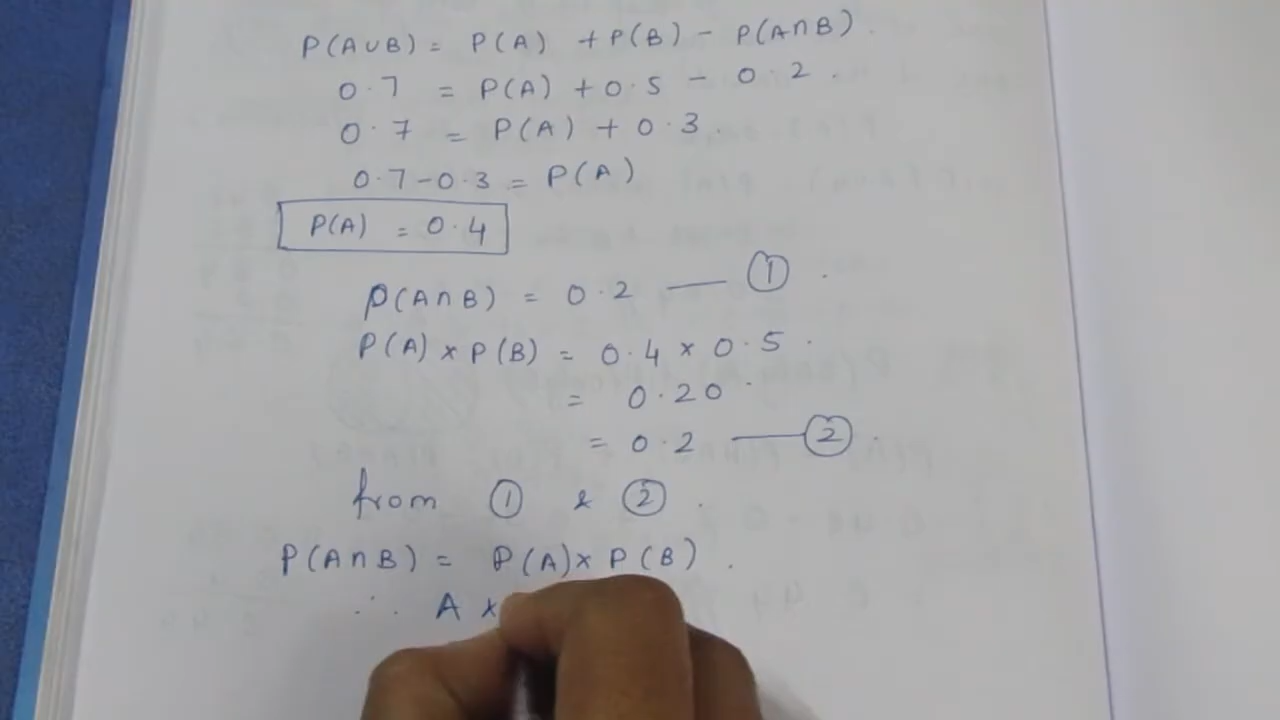 P(A∪B) = P(A) + P(B) - P(A∩B).
0.7 = P(A) + 0.5 - 0.2.
0.7 = P(A) + 0.3.
0.7-0.3 = P(A)
P(A) = 0.4
P(A∩B) = 0.2 — ① .
P(A) × P(B) = 0.4 × 0.5 .
= 0.20 .
= 0.2 — ② .
from ① & ② .
P(A∩B) = P(A) × P(B) .
∴ A &